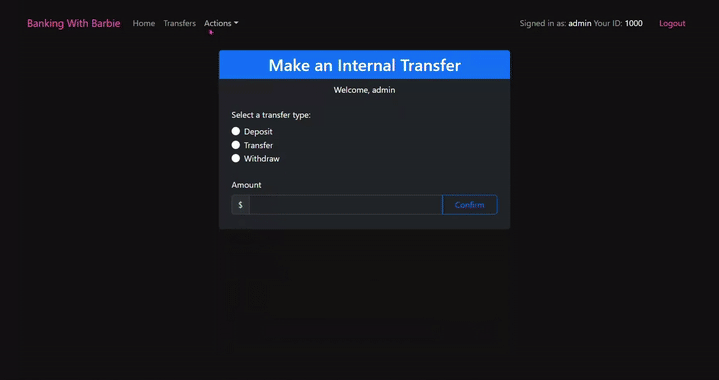 Banking With Barbie Home Transfers Actions Signed in as: admin Your ID: 1000 Logout
Make an Internal Transfer
Welcome, admin
Select a transfer type:
Deposit
Transfer
Withdraw
Amount
$ Confirm